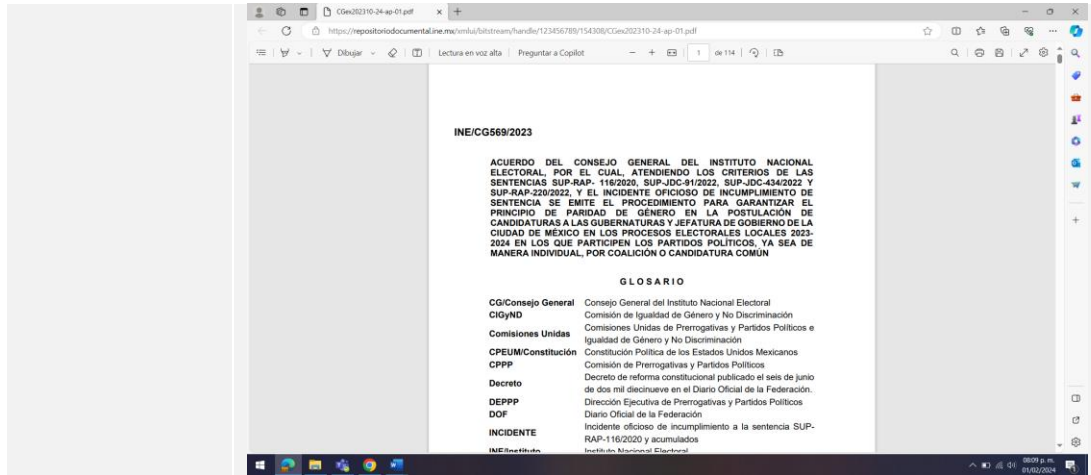 CGex202310-24-ap-01.pdf
https://repositoriodocumental.ine.mx/xmlui/bitstream/handle/123456789/154308/CGex202310-24-ap-01.pdf
Dibujar
Lectura en voz alta
Preguntar a Copilot
1
de 114
INE/CG569/2023
ACUERDO DEL CONSEJO GENERAL DEL INSTITUTO NACIONAL
ELECTORAL, POR EL CUAL, ATENDIENDO LOS CRITERIOS DE LAS
SENTENCIAS SUP-RAP- 116/2020, SUP-JDC-91/2022, SUP-JDC-434/2022 Y
SUP-RAP-220/2022, Y EL INCIDENTE OFICIOSO DE INCUMPLIMIENTO DE
SENTENCIA SE EMITE EL PROCEDIMIENTO PARA GARANTIZAR EL
PRINCIPIO DE PARIDAD DE GÉNERO EN LA POSTULACIÓN DE
CANDIDATURAS A LAS GUBERNATURAS Y JEFATURA DE GOBIERNO DE LA
CIUDAD DE MÉXICO EN LOS PROCESOS ELECTORALES LOCALES 2023-
2024 EN LOS QUE PARTICIPEN LOS PARTIDOS POLÍTICOS, YA SEA DE
MANERA INDIVIDUAL, POR COALICIÓN O CANDIDATURA COMÚN
GLOSARIO
CG/Consejo General Consejo General del Instituto Nacional Electoral
CIGyND Comisión de Igualdad de Género y No Discriminación
Comisiones Unidas Comisiones Unidas de Prerrogativas y Partidos Políticos e
Igualdad de Género y No Discriminación
CPEUM/Constitución Constitución Política de los Estados Unidos Mexicanos
CPPP Comisión de Prerrogativas y Partidos Políticos
Decreto Decreto de reforma constitucional publicado el seis de junio
de dos mil diecinueve en el Diario Oficial de la Federación.
DEPPP Dirección Ejecutiva de Prerrogativas y Partidos Políticos
DOF Diario Oficial de la Federación
INCIDENTE Incidente oficioso de incumplimiento a la sentencia SUP-
RAP-116/2020 y acumulados
INE/Instituto Instituto Nacional Electoral
08:09 p. m.
01/02/2024